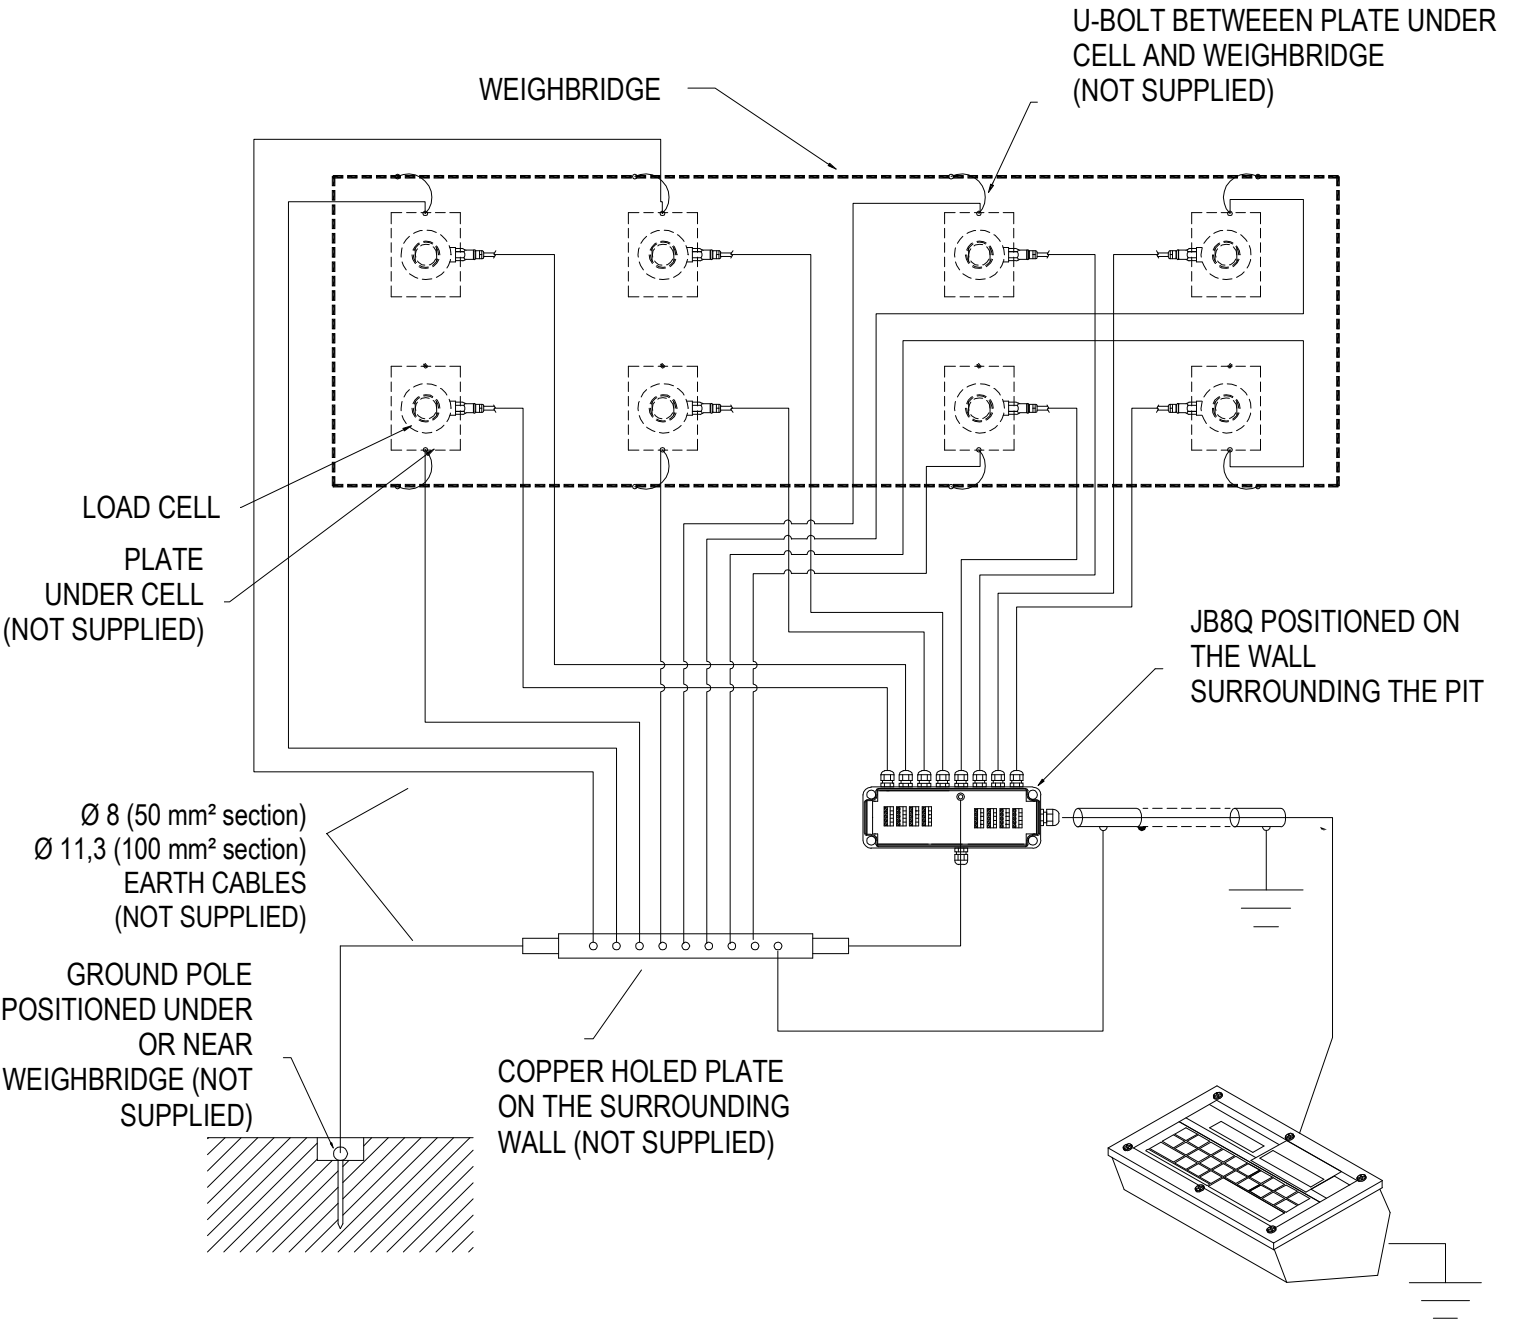 U-BOLT BETWEEEN PLATE UNDER
CELL AND WEIGHBRIDGE
(NOT SUPPLIED)
WEIGHBRIDGE
LOAD CELL
PLATE
UNDER CELL
(NOT SUPPLIED)
JB8Q POSITIONED ON
THE WALL
SURROUNDING THE PIT
Ø 8 (50 mm² section)
Ø 11,3 (100 mm² section)
EARTH CABLES
(NOT SUPPLIED)
GROUND POLE
POSITIONED UNDER
OR NEAR
WEIGHBRIDGE (NOT
SUPPLIED)
COPPER HOLED PLATE
ON THE SURROUNDING
WALL (NOT SUPPLIED)